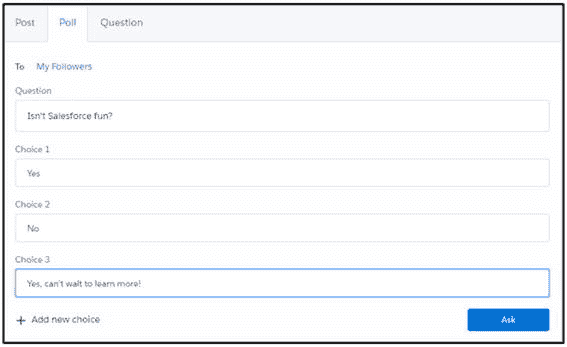 Post Poll Question
To My Followers
Question
Isn't Salesforce fun?
Choice 1
Yes
Choice 2
No
Choice 3
Yes, can't wait to learn more!
+ Add new choice Ask